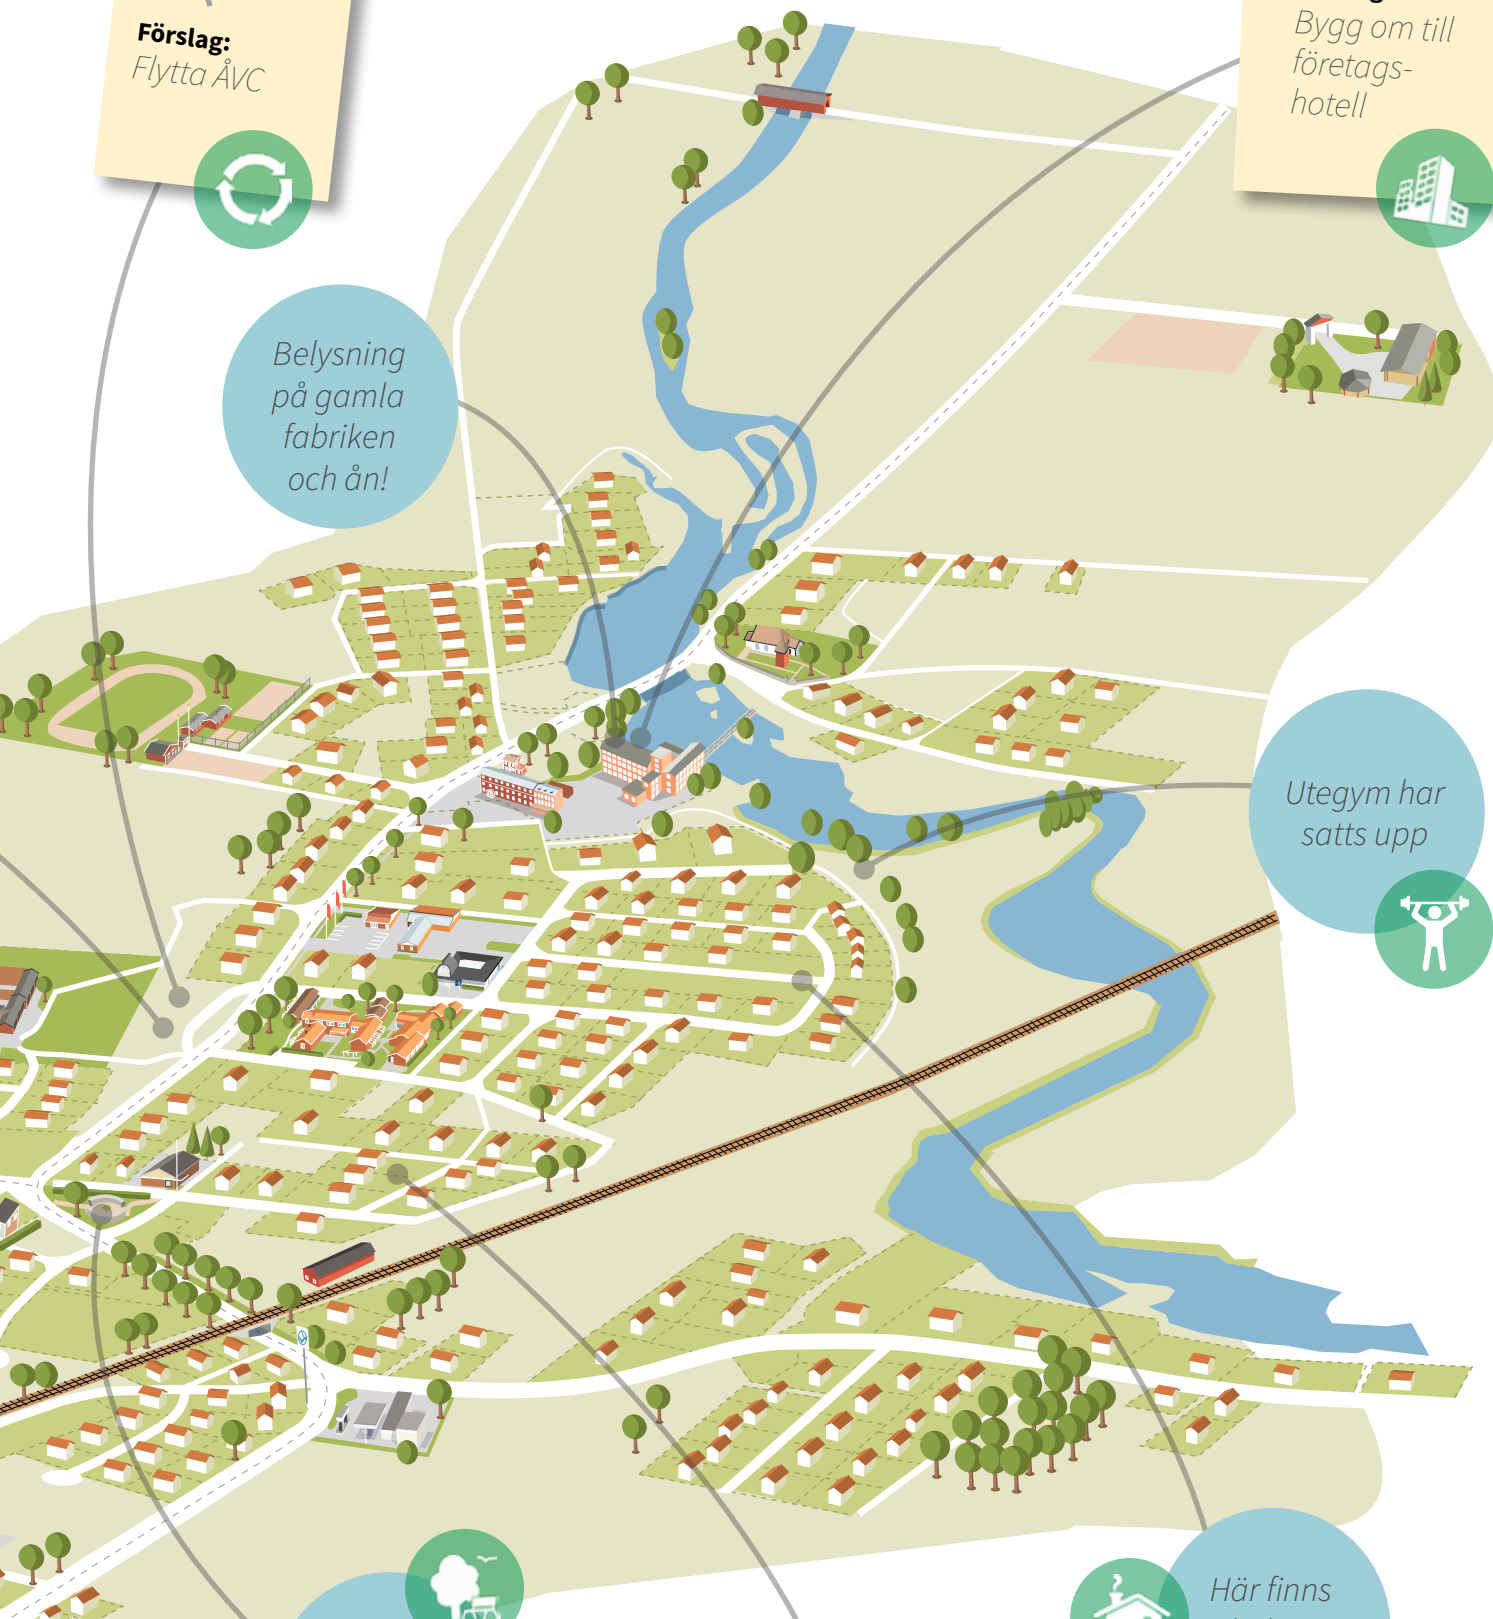 Förslag:
Flytta ÅVC
Bygg om till
företags-
hotell
Belysning
på gamla
fabriken
och ån!
Utegym har
satts upp
Här finns